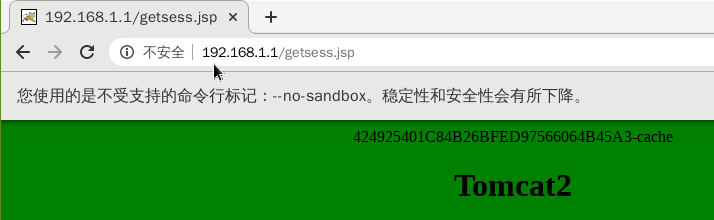 192.168.1.1/getsess.jsp
不安全 192.168.1.1/getsess.jsp
您使用的是不受支持的命令行标记：--no-sandbox。稳定性和安全性会有所下降。
424925401C84B26BFED97566064B45A3-cache
Tomcat2